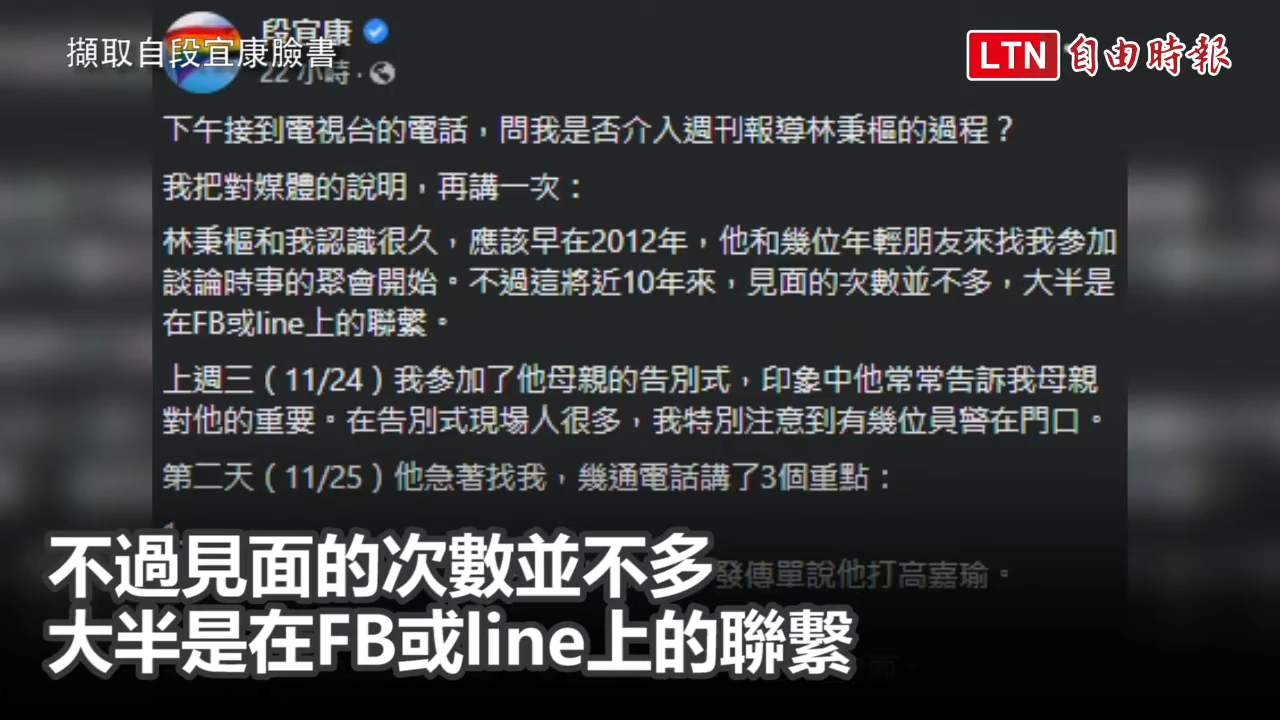 段宜康
擷取自段宜康臉書
22 小時
LTN 自由時報
下午接到電視台的電話，問我是否介入週刊報導林秉樞的過程？
我把對媒體的說明，再講一次：
林秉樞和我認識很久，應該早在2012年，他和幾位年輕朋友來找我參加
談論時事的聚會開始。不過這將近10年來，見面的次數並不多，大半是
在FB或line上的聯繫。
上週三（11/24）我參加了他母親的告別式，印象中他常常告訴我母親
對他的重要。在告別式現場人很多，我特別注意到有幾位員警在門口。
第二天（11/25）他急著找我，幾通電話講了3個重點：
發傳單說他打高嘉瑜。
不過見面的次數並不多
大半是在FB或line上的聯繫